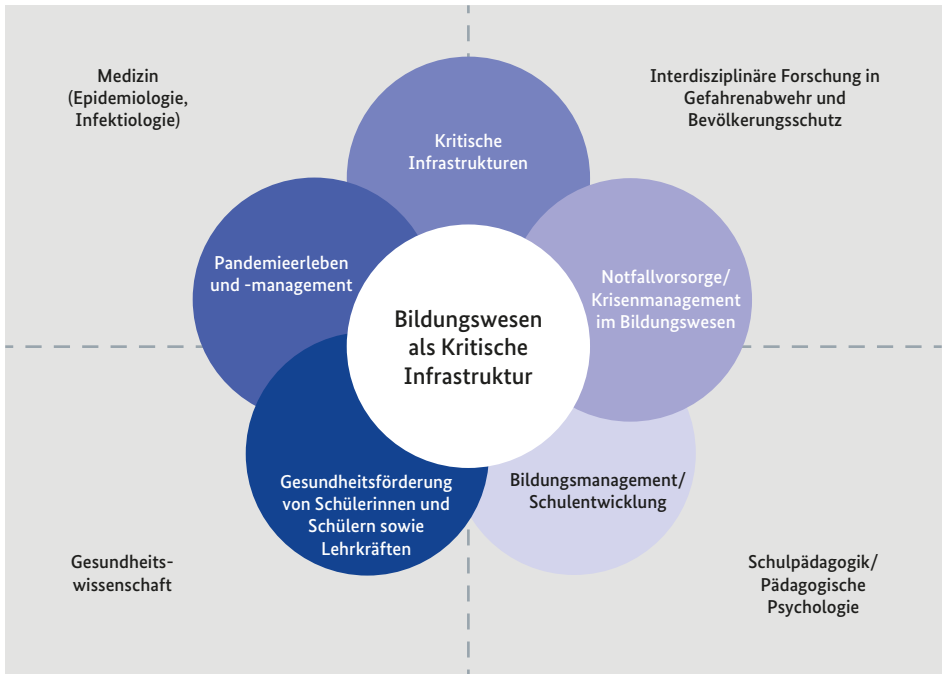 Medizin
(Epidemiologie,
Infektiologie)
Interdisziplinäre Forschung in
Gefahrenabwehr und
Bevölkerungsschutz
Kritische
Infrastrukturen
Pandemieerleben
und -management
Notfallvorsorge/
Krisenmanagement
im Bildungswesen
Bildungswesen
als Kritische
Infrastruktur
Gesundheitsförderung
von Schülerinnen und
Schülern sowie
Lehrkräften
Bildungsmanagement/
Schulentwicklung
Gesundheits-
wissenschaft
Schulpädagogik/
Pädagogische
Psychologie